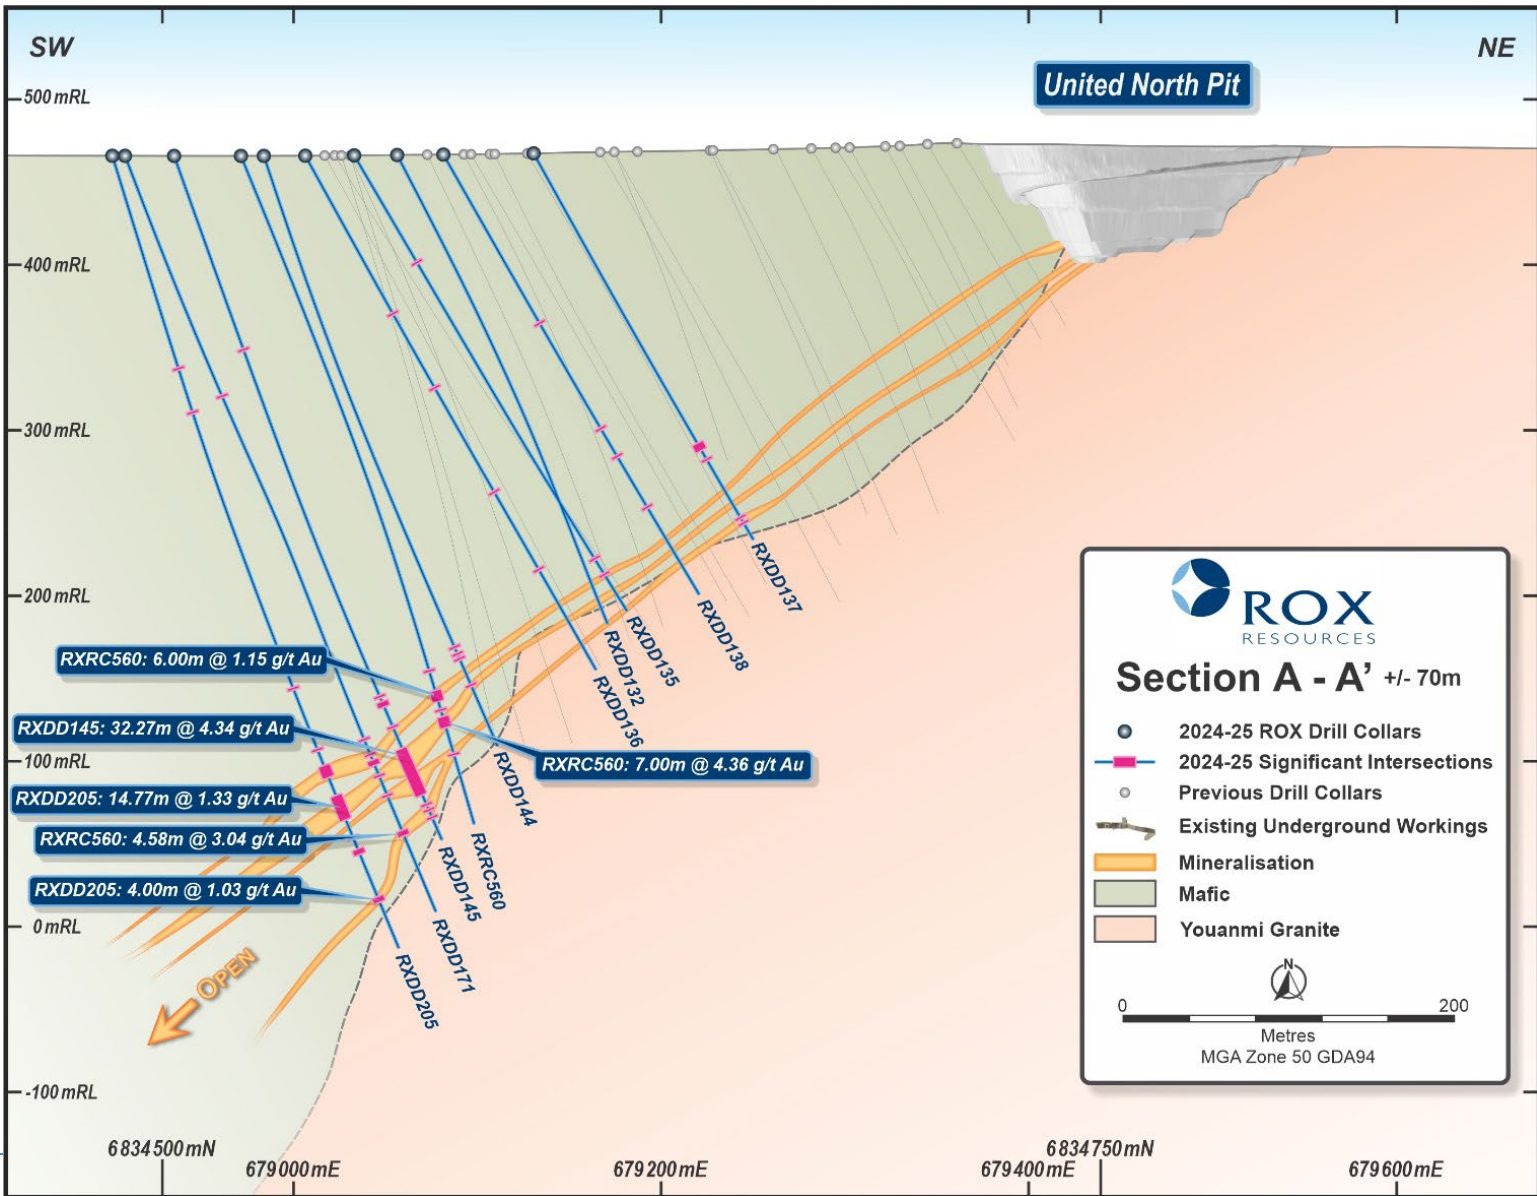 SW
NE
United North Pit
500 mRL
400 mRL
300 mRL
200 mRL
100 mRL
0 mRL
-100 mRL
RXDD137
RXDD138
RXDD135
RXDD132
RXDD136
RXDD144
RXRC560
RXDD145
RXDD171
RXDD205
RXRC560: 6.00m @ 1.15 g/t Au
RXDD145: 32.27m @ 4.34 g/t Au
RXRC560: 7.00m @ 4.36 g/t Au
RXDD205: 14.77m @ 1.33 g/t Au
RXRC560: 4.58m @ 3.04 g/t Au
RXDD205: 4.00m @ 1.03 g/t Au
OPEN
ROX
RESOURCES
Section A - A’ +/- 70m
2024-25 ROX Drill Collars
2024-25 Significant Intersections
Previous Drill Collars
Existing Underground Workings
Mineralisation
Mafic
Youanmi Granite
N
0 200
Metres
MGA Zone 50 GDA94
6834500mN
6834750mN
679000mE
679200mE
679400mE
679600mE